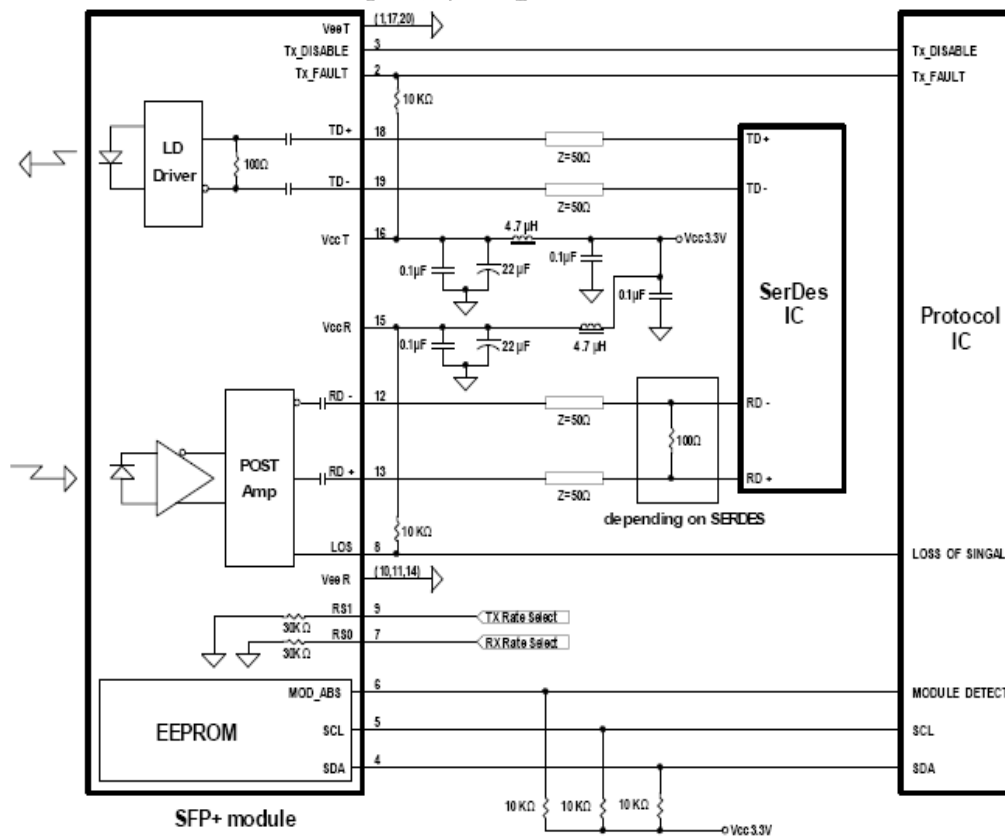 VeeT
(1,17,20)
Tx_DISABLE
3
Tx_DISABLE
Tx_FAULT
2
Tx_FAULT
10 KΩ
LD
Driver
100Ω
TD+
18
Z=50Ω
TD+
TD-
19
Z=50Ω
TD-
VccT
16
4.7 µH
Vcc3.3V
0.1µF
22 µF
0.1µF
0.1µF
SerDes
IC
Protocol
IC
VccR
15
0.1µF
22 µF
4.7 µH
RD -
12
Z=50Ω
RD -
100Ω
POST
Amp
RD +
13
Z=50Ω
RD +
depending on SERDES
10 KΩ
LOS
8
LOSS OF SINGAL
VeeR
(10,11,14)
RS1
9
TX Rate Select
30KΩ
RS0
7
RX Rate Select
30KΩ
MOD_ABS
6
MODULE DETECT
EEPROM
SCL
5
SCL
SDA
4
SDA
10 KΩ
10 KΩ
10 KΩ
Vcc3.3V
SFP+ module